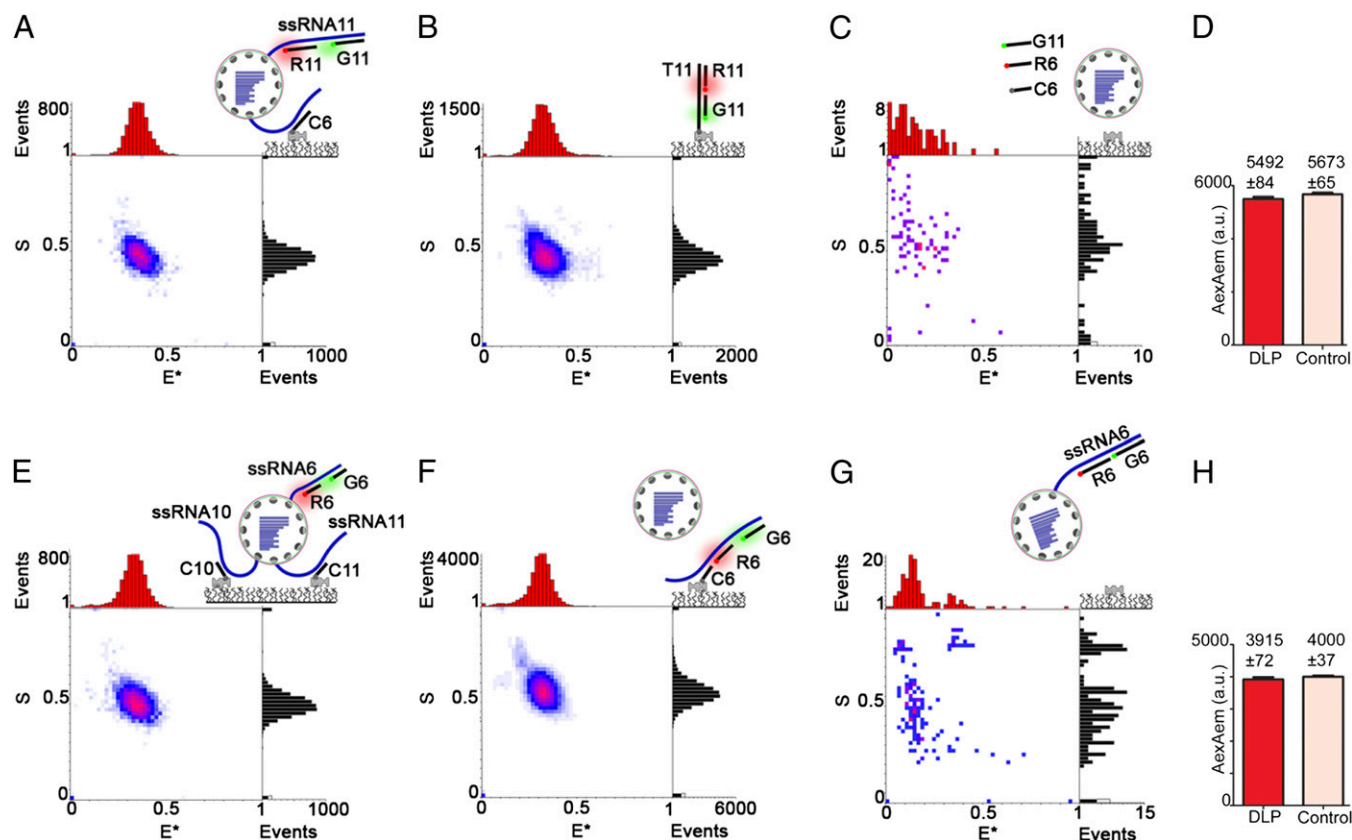 A
ssRNA11
R11
G11
C6
800
Events
1
S
0.5
0
0
0.5
1
1000
E*
Events
B
T11
R11
G11
1500
Events
1
S
0.5
0
0
0.5
1
2000
E*
Events
C
G11
R6
C6
8
Events
1
S
0.5
0
0
0.5
1
10
E*
Events
D
5492
±84
5673
±65
6000
AexAem (a.u.)
0
DLP
Control
E
ssRNA6
R6
G6
ssRNA10
ssRNA11
C10
C11
800
Events
1
S
0.5
0
0
0.5
1
1000
E*
Events
F
G6
R6
C6
4000
Events
1
S
0.5
0
0
0.5
1
6000
E*
Events
G
ssRNA6
R6
G6
20
Events
1
S
0.5
0
0
0.5
1
15
E*
Events
H
3915
±72
4000
±37
5000
AexAem (a.u.)
0
DLP
Control